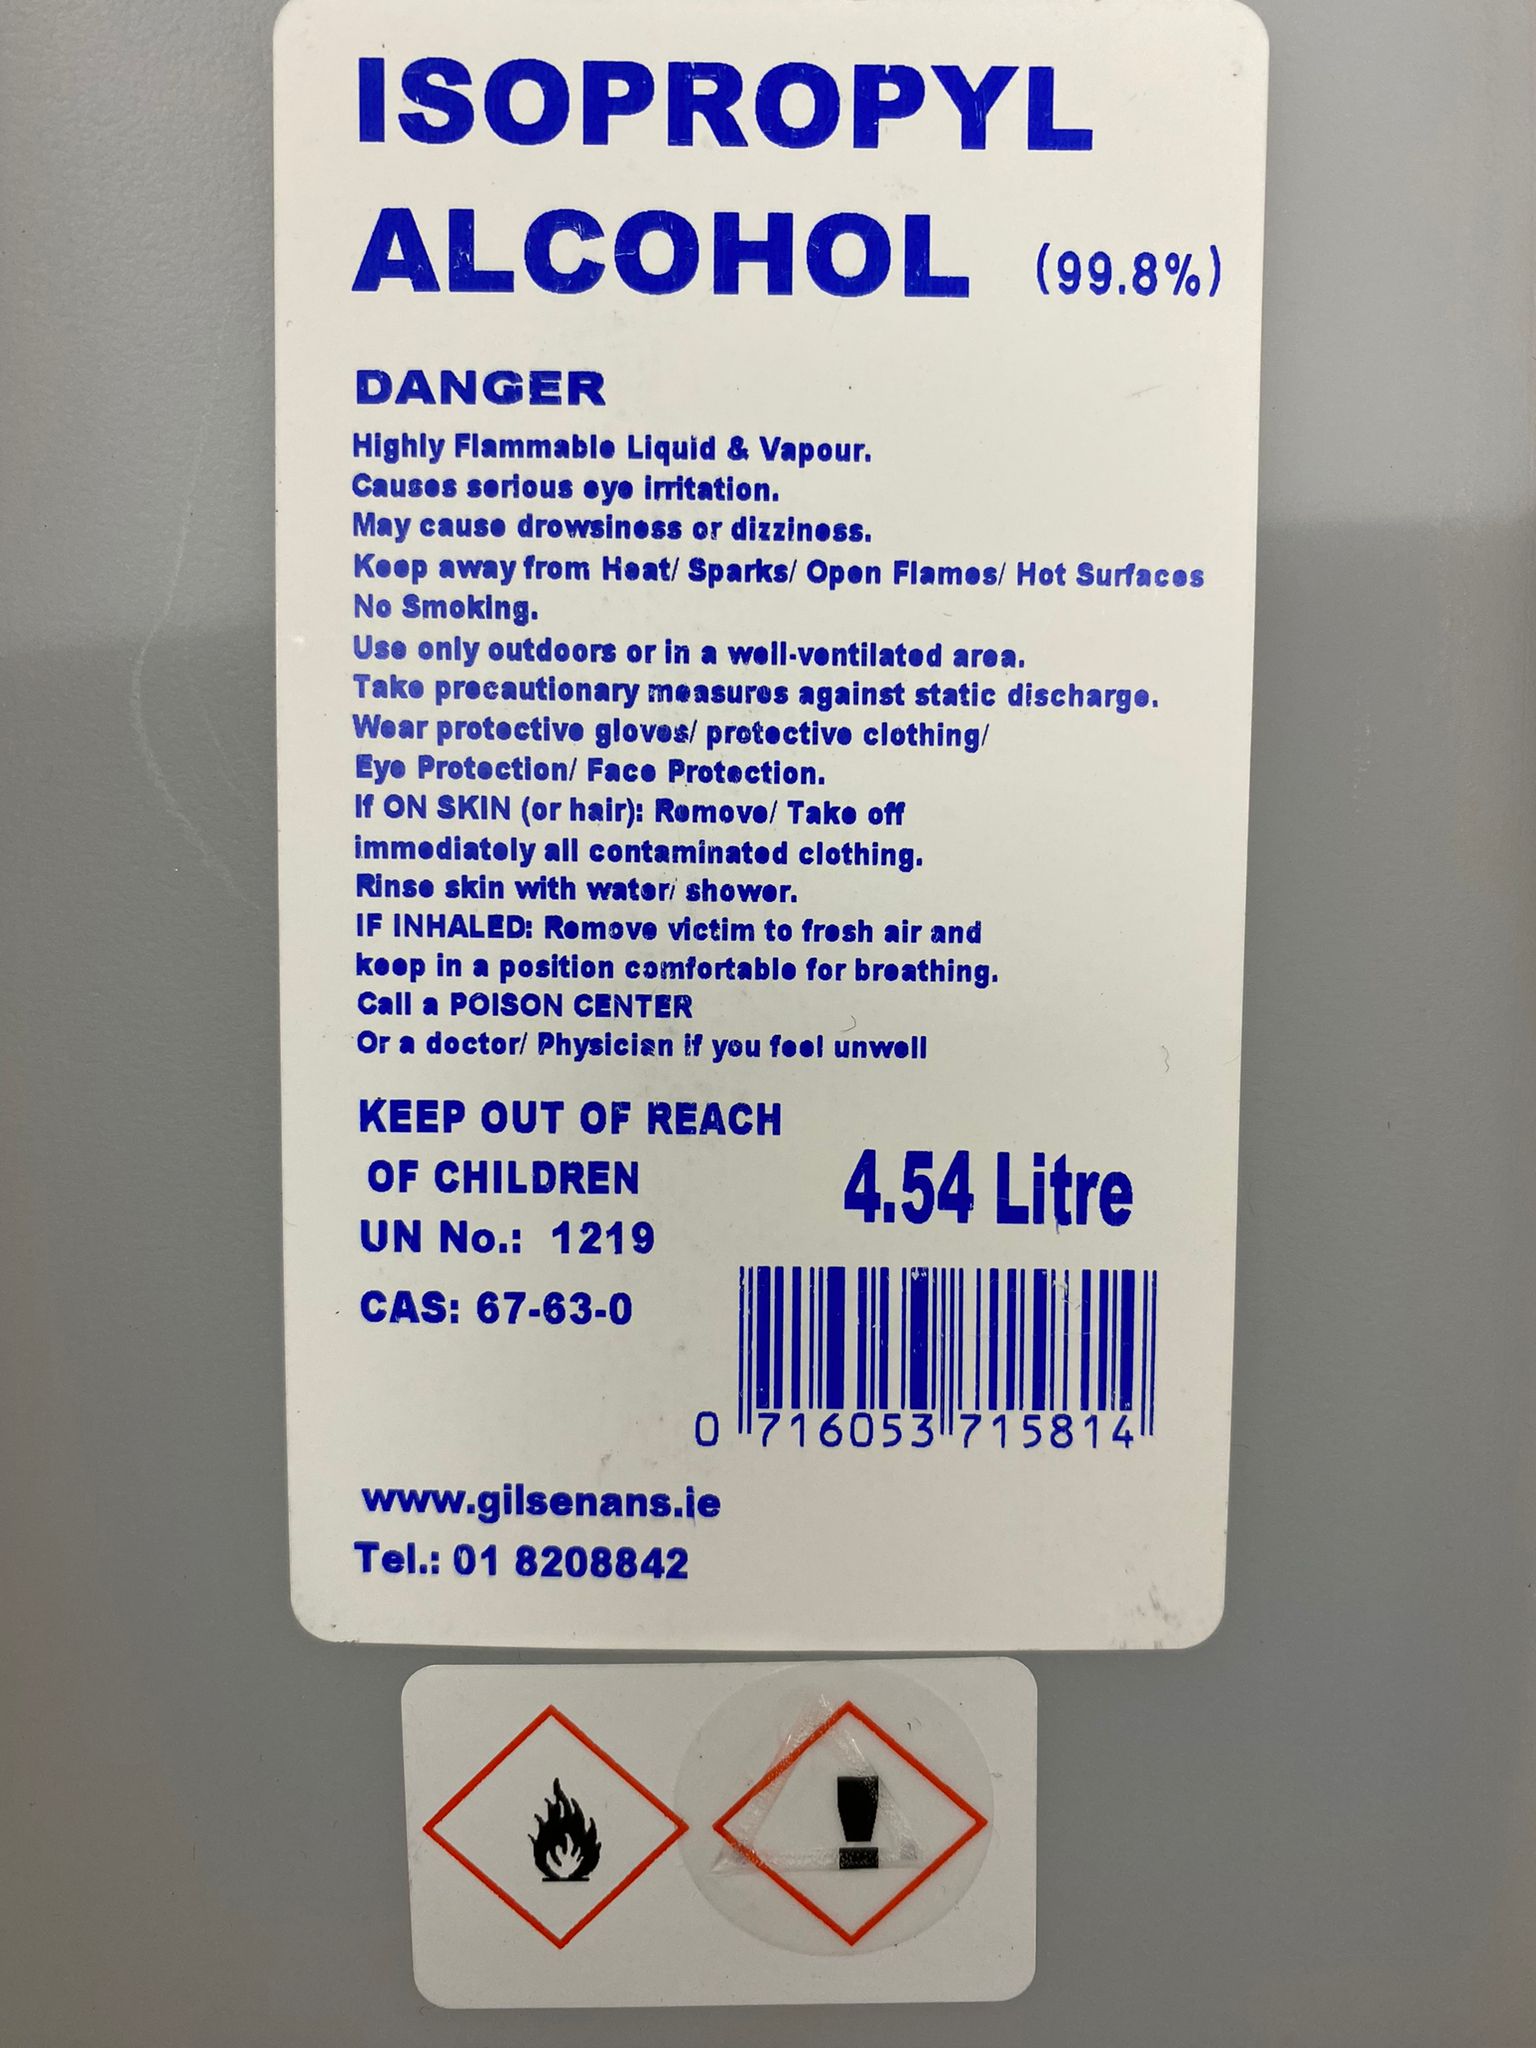 ISOPROPYL
ALCOHOL (99.8%)
DANGER
Highly Flammable Liquid & Vapour.
Causes serious eye irritation.
May cause drowsiness or dizziness.
Keep away from Heat/ Sparks/ Open Flames/ Hot Surfaces
No Smoking.
Use only outdoors or in a well-ventilated area.
Take precautionary measures against static discharge.
Wear protective gloves/ protective clothing/
Eye Protection/ Face Protection.
If ON SKIN (or hair): Remove/ Take off
immediately all contaminated clothing.
Rinse skin with water/ shower.
IF INHALED: Remove victim to fresh air and
keep in a position comfortable for breathing.
Call a POISON CENTER
Or a doctor/ Physician if you feel unwell
KEEP OUT OF REACH
OF CHILDREN
4.54 Litre
UN No.: 1219
CAS: 67-63-0
0 716053 715814
www.gilsenans.ie
Tel.: 01 8208842
!